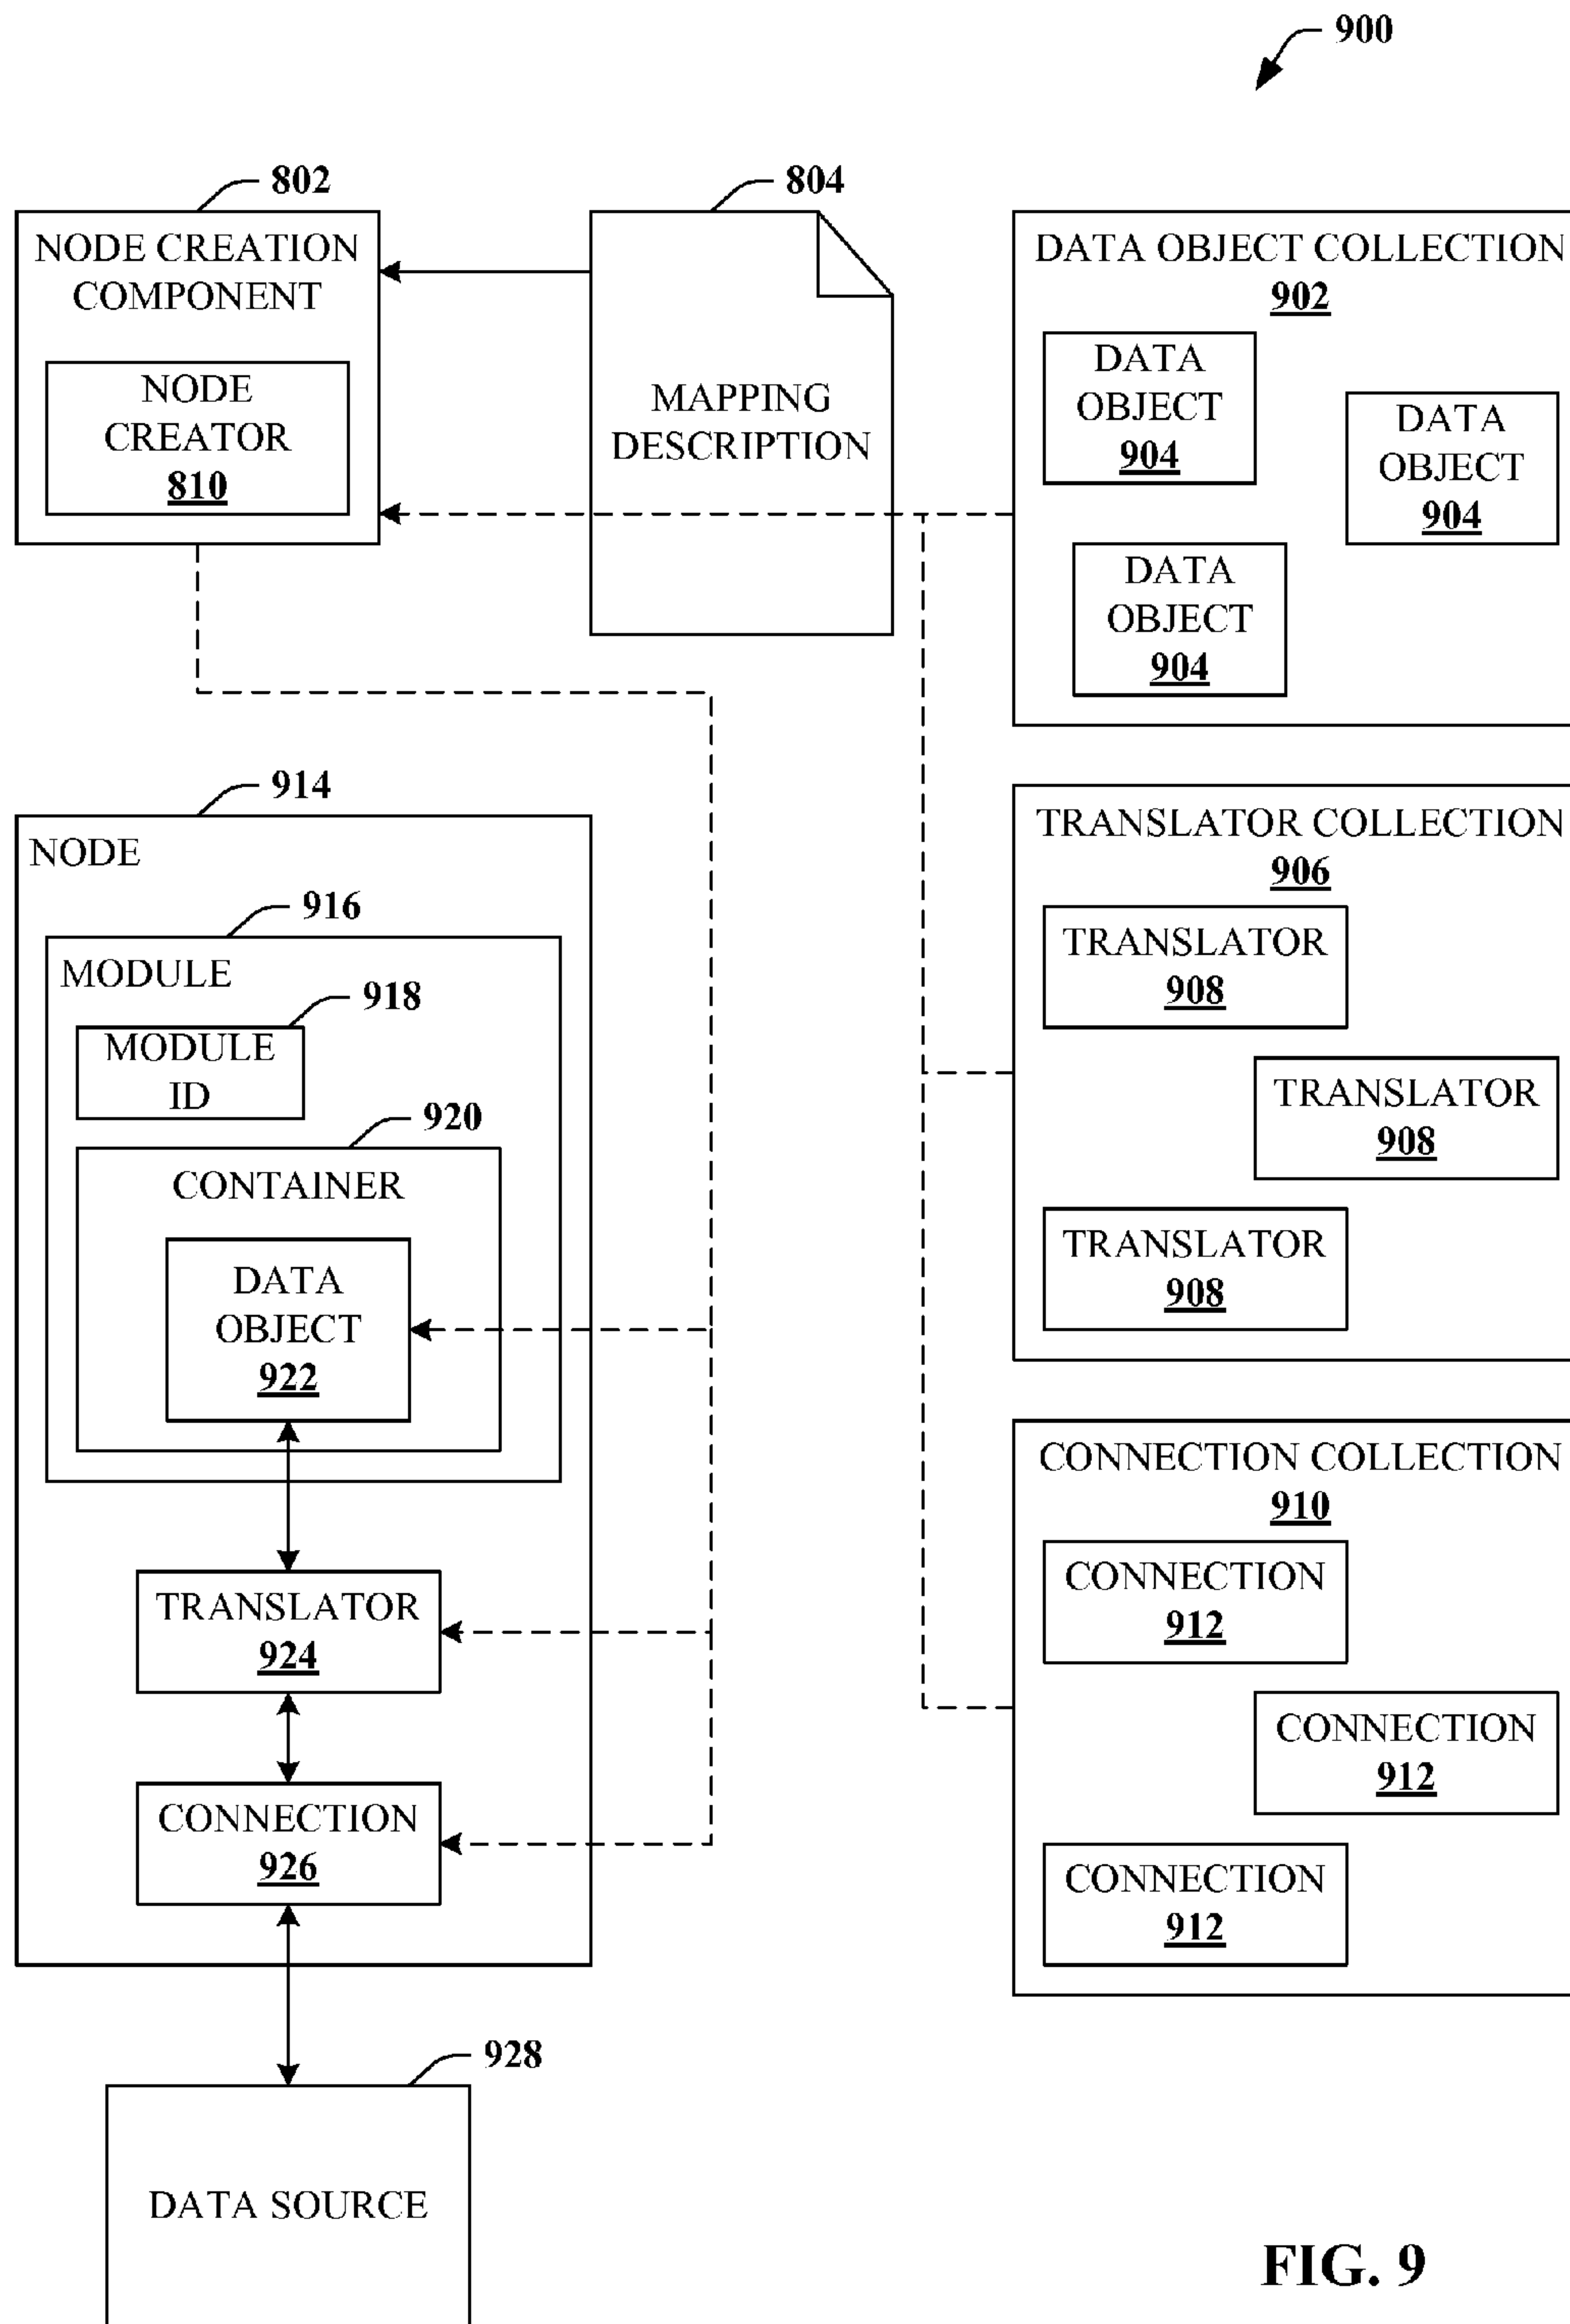 900
802
NODE CREATION
COMPONENT
NODE
CREATOR
810
804
MAPPING
DESCRIPTION
DATA OBJECT COLLECTION
902
DATA
OBJECT
904
DATA
OBJECT
904
DATA
OBJECT
904
914
NODE
916
MODULE
918
MODULE
ID
920
CONTAINER
DATA
OBJECT
922
TRANSLATOR
924
CONNECTION
926
TRANSLATOR COLLECTION
906
TRANSLATOR
908
TRANSLATOR
908
TRANSLATOR
908
CONNECTION COLLECTION
910
CONNECTION
912
CONNECTION
912
CONNECTION
912
928
DATA SOURCE
FIG. 9